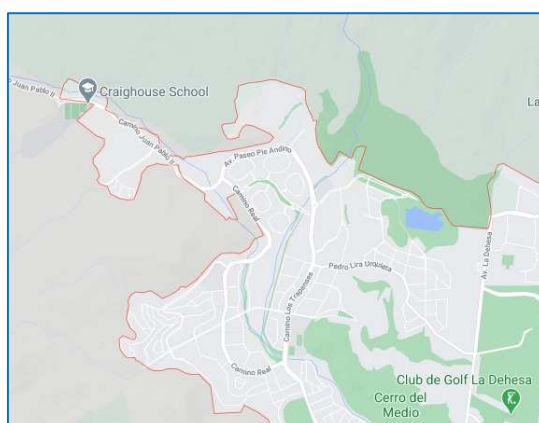 Juan Pablo II
Craighouse School
La
Camino Juan Pablo II
Av. Paseo Pie Andino
Camino Real
Av. La Dehesa
Pedro Lira Urquieta
Camino Los Trapenses
Camino Real
Club de Golf La Dehesa
Cerro del
Medio